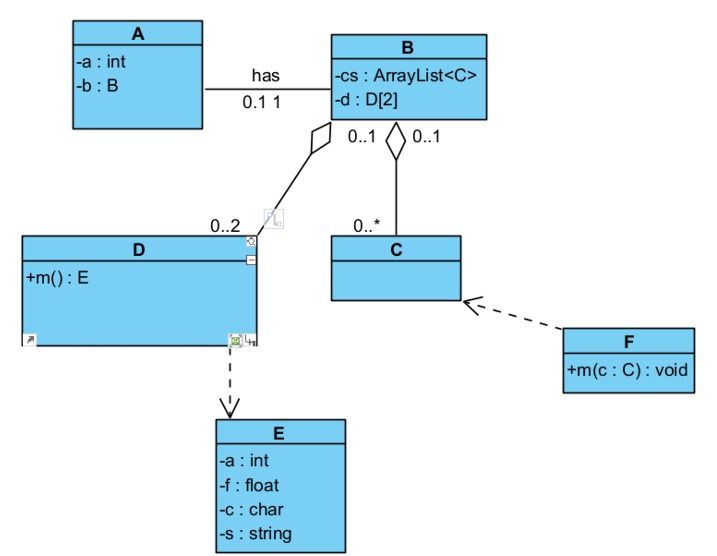 A
-a : int
-b : B
has
0.1 1
B
-cs : ArrayList<C>
-d : D[2]
0..1
0..1
0..2
0..*
D
+m() : E
C
F
+m(c : C) : void
E
-a : int
-f : float
-c : char
-s : string